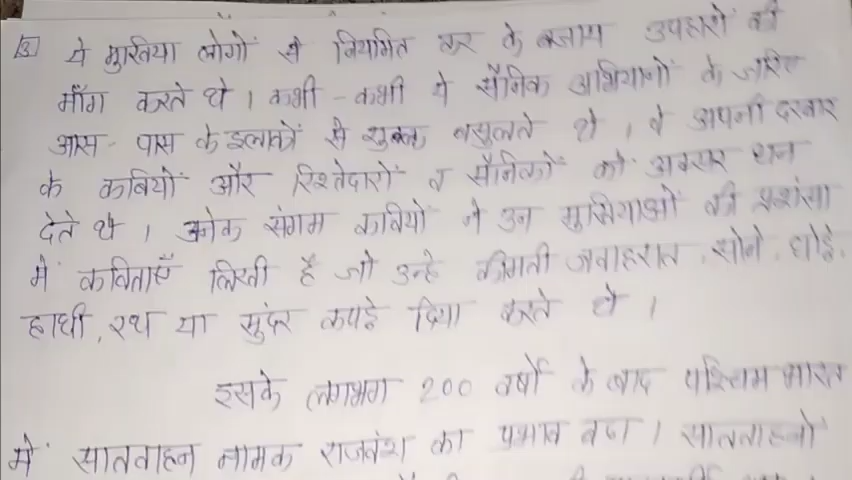 [3] ये मुखिया लोगों से नियमित कर के बजाय उपहारों की
माँग करते थे । कभी - कभी ये सैनिक अभियानों के जरिए
आस - पास के इलाकों से शुल्क वसुलते थे । वे अपनी दरबार
के कवियों और रिश्तेदारों व सैनिकों को अक्सर धन
देते थे । अनेक संगम कवियों ने उन मुखियाओं की प्रशंसा
में कविताएँ लिखी है जो उन्हे कीमती जवाहरात, सोने, घोड़े,
हाथी, रथ या सुंदर कपड़े दिया करते थे ।
इसके लगभग 200 वर्षों के बाद पश्चिम भारत
में सातवाहन नामक राजवंश का प्रभाव बढ़ा । सातवाहनों